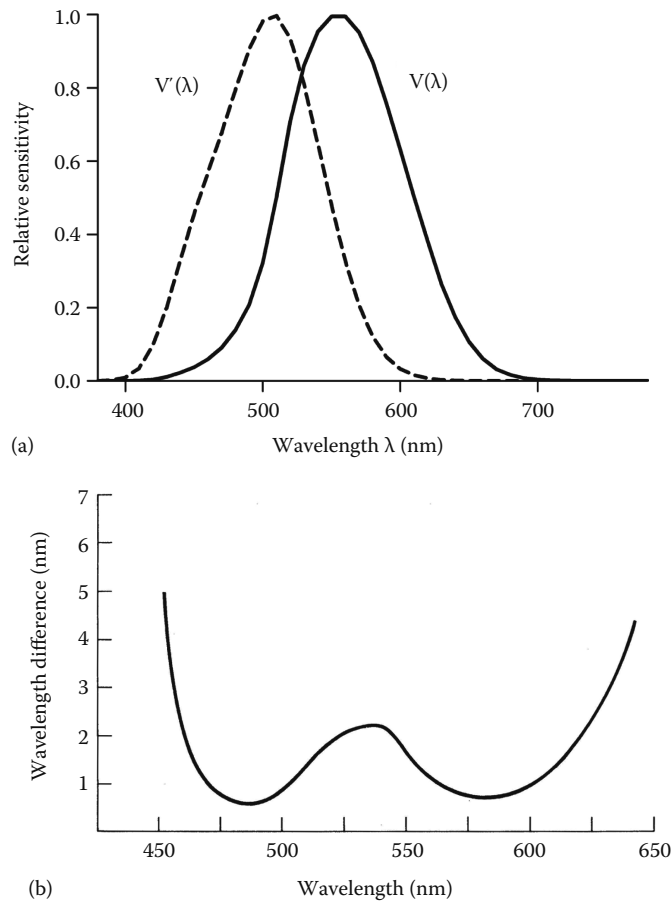 1.0
V′(λ)
V(λ)
0.8
0.6
0.4
0.2
0.0
Relative sensitivity
400 500 600 700
(a)
Wavelength λ (nm)
7
6
5
4
3
2
1
Wavelength difference (nm)
450 500 550 600 650
(b)
Wavelength (nm)